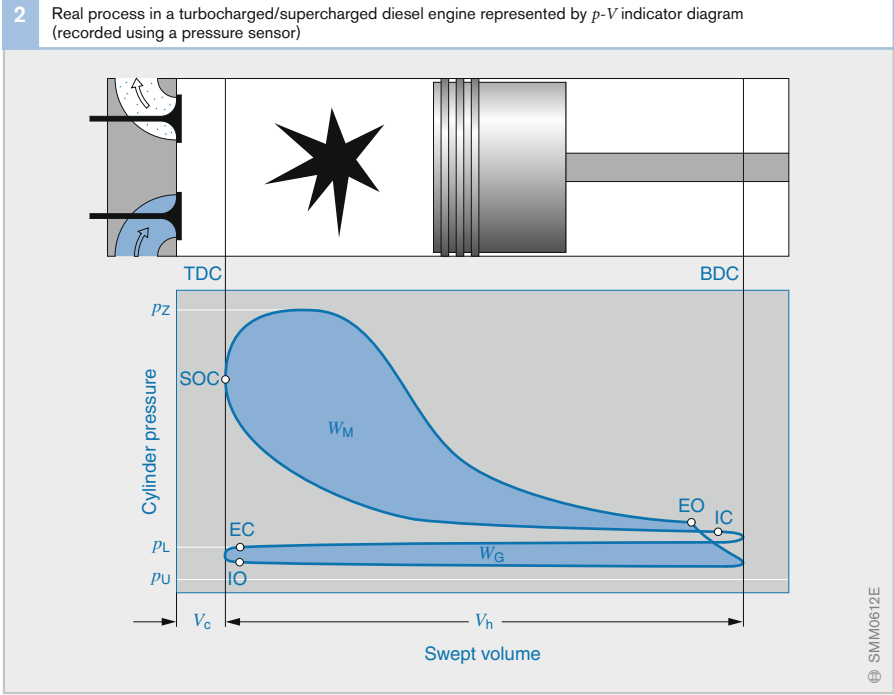 2
Real process in a turbocharged/supercharged diesel engine represented by p-V indicator diagram
(recorded using a pressure sensor)
TDC
BDC
pZ
SOC
Cylinder pressure
WM
EO
IC
EC
pL
WG
IO
pU
Vc
Vh
Swept volume
SMM0612E